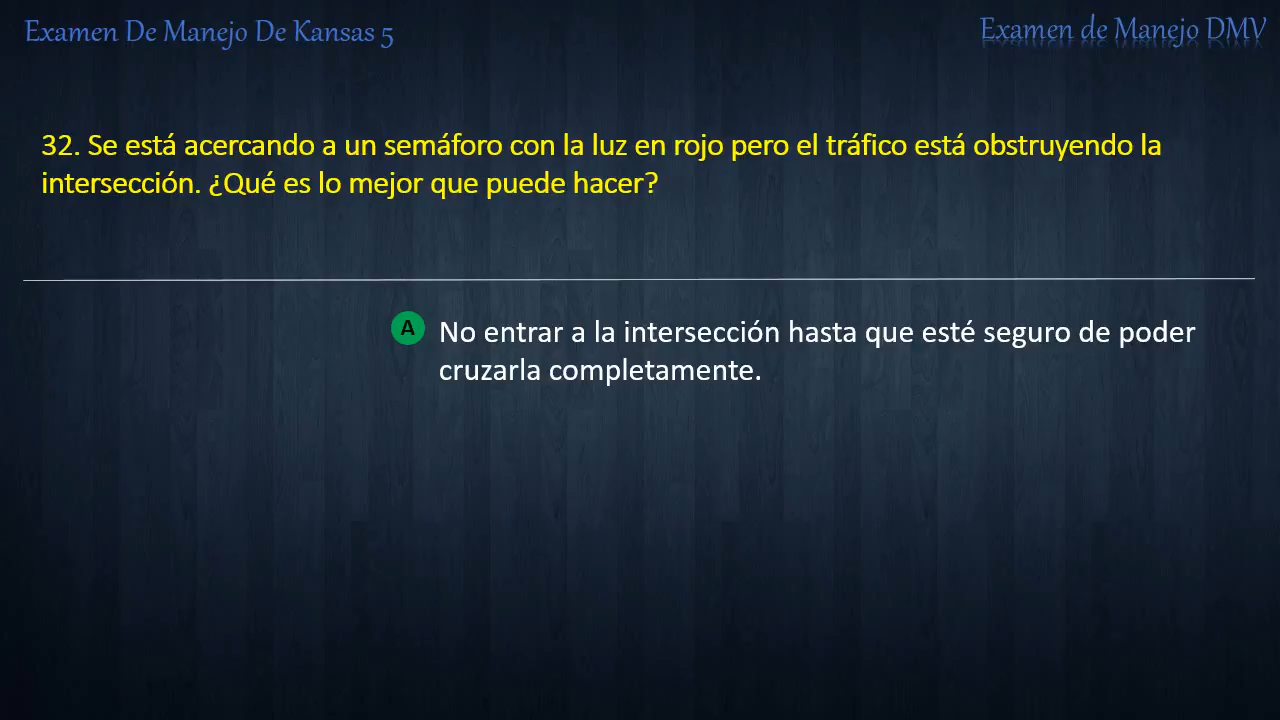 Examen De Manejo De Kansas 5
Examen de Manejo DMV
32. Se está acercando a un semáforo con la luz en rojo pero el tráfico está obstruyendo la
intersección. ¿Qué es lo mejor que puede hacer?
A No entrar a la intersección hasta que esté seguro de poder
cruzarla completamente.